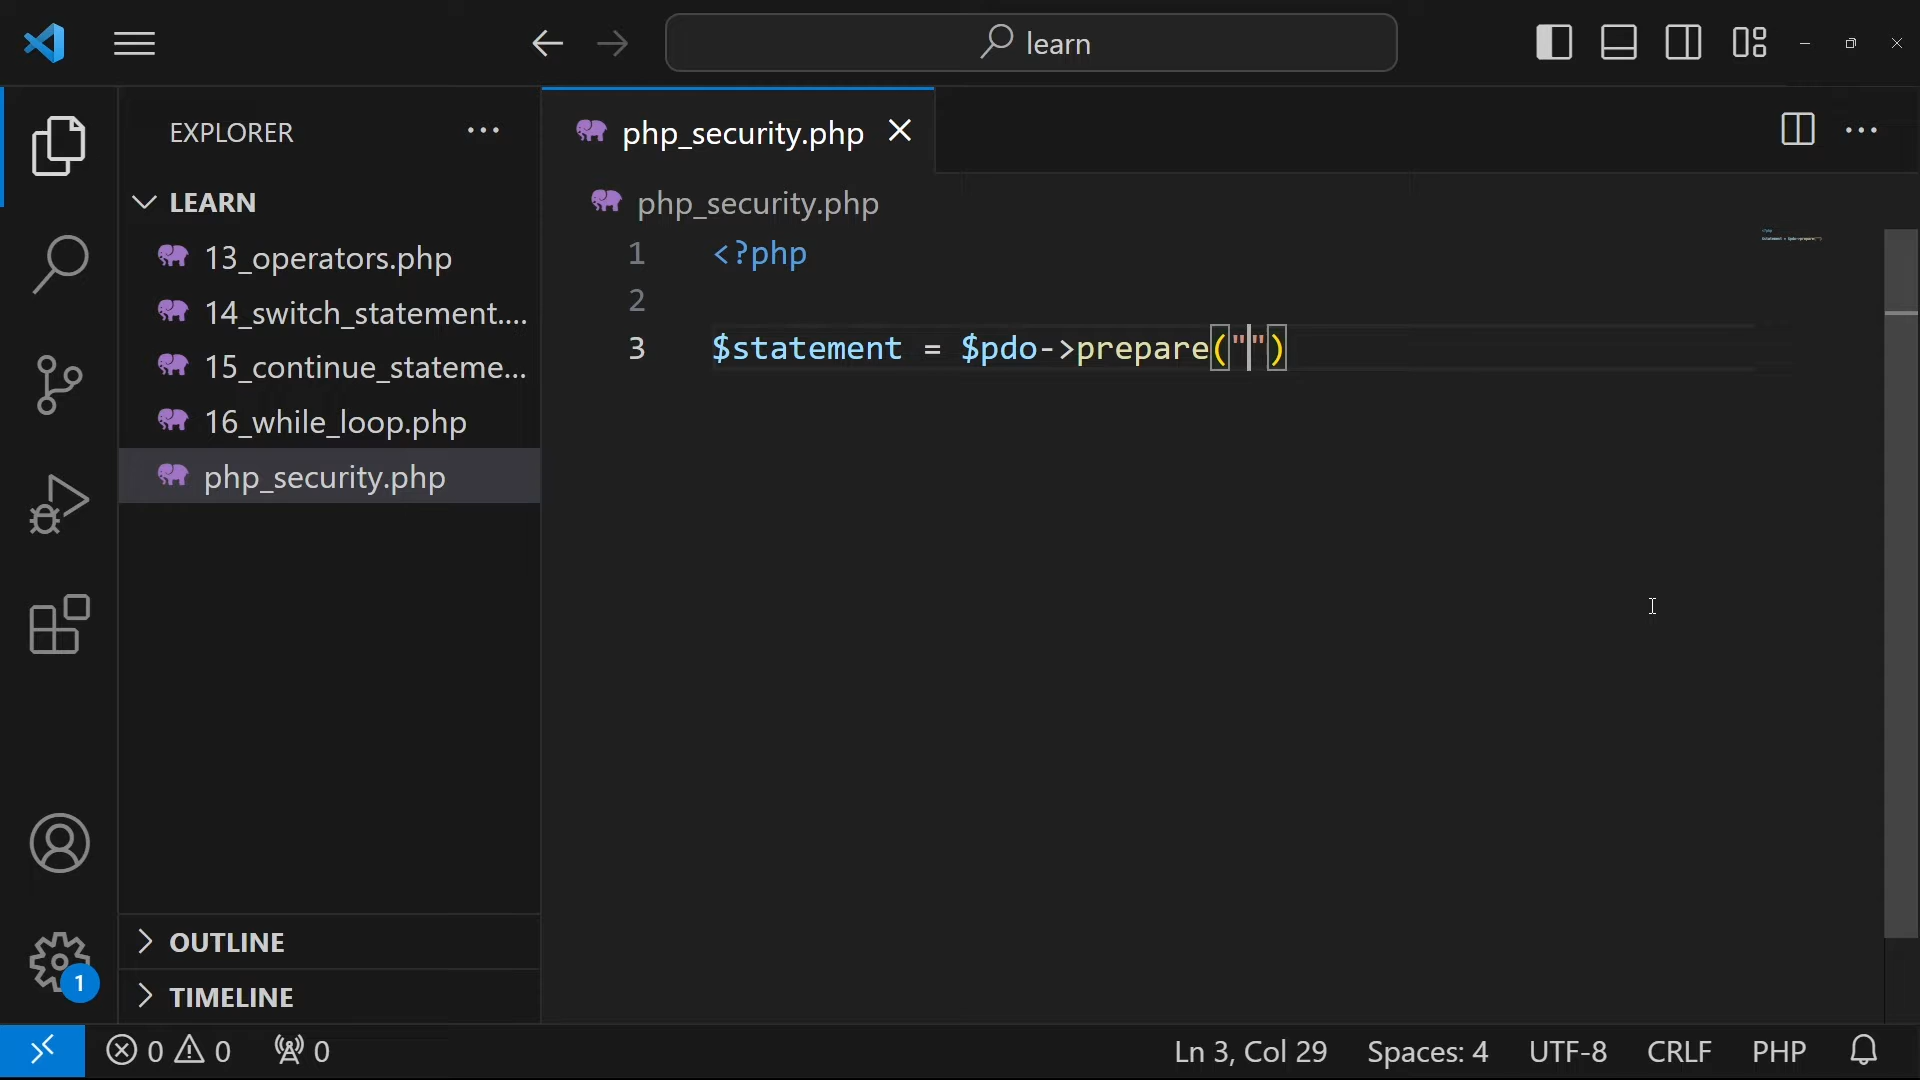 learn
EXPLORER
LEARN
13_operators.php
14_switch_statement....
15_continue_stateme...
16_while_loop.php
php_security.php
OUTLINE
TIMELINE
php_security.php
php_security.php
1 <?php
2
3 $statement = $pdo->prepare("")
1
0 0 0
Ln 3, Col 29 Spaces: 4 UTF-8 CRLF PHP